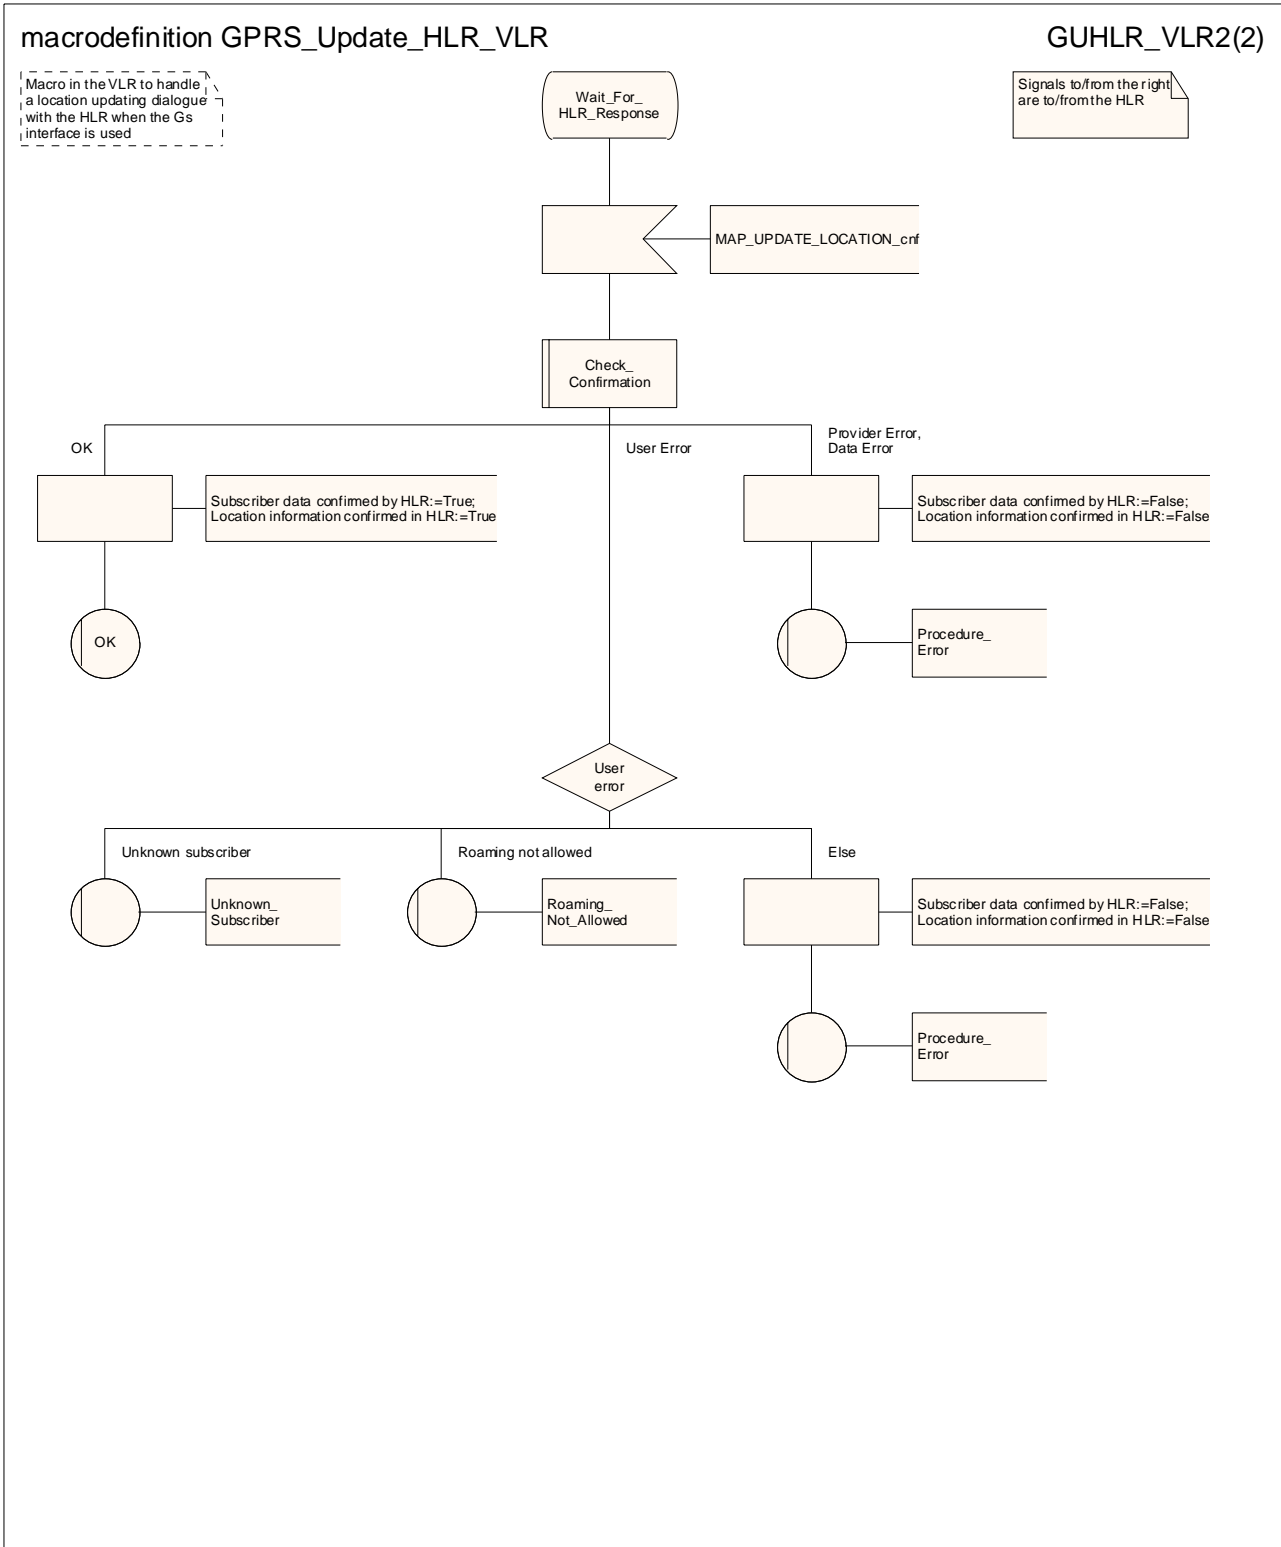 macrodefinition GPRS_Update_HLR_VLR
GUHLR_VLR2(2)
Macro in the VLR to handle
a location updating dialogue
with the HLR when the Gs
interface is used
Wait_For_
HLR_Response
Signals to/from the right
are to/from the HLR
MAP_UPDATE_LOCATION_cnf
Check_
Confirmation
OK
User Error
Provider Error,
Data Error
Subscriber data confirmed by HLR:=True;
Location information confirmed in HLR:=True
Subscriber data confirmed by HLR:=False;
Location information confirmed in HLR:=False
OK
Procedure_
Error
User
error
Unknown subscriber
Roaming not allowed
Else
Unknown_
Subscriber
Roaming_
Not_Allowed
Subscriber data confirmed by HLR:=False;
Location information confirmed in HLR:=False
Procedure_
Error